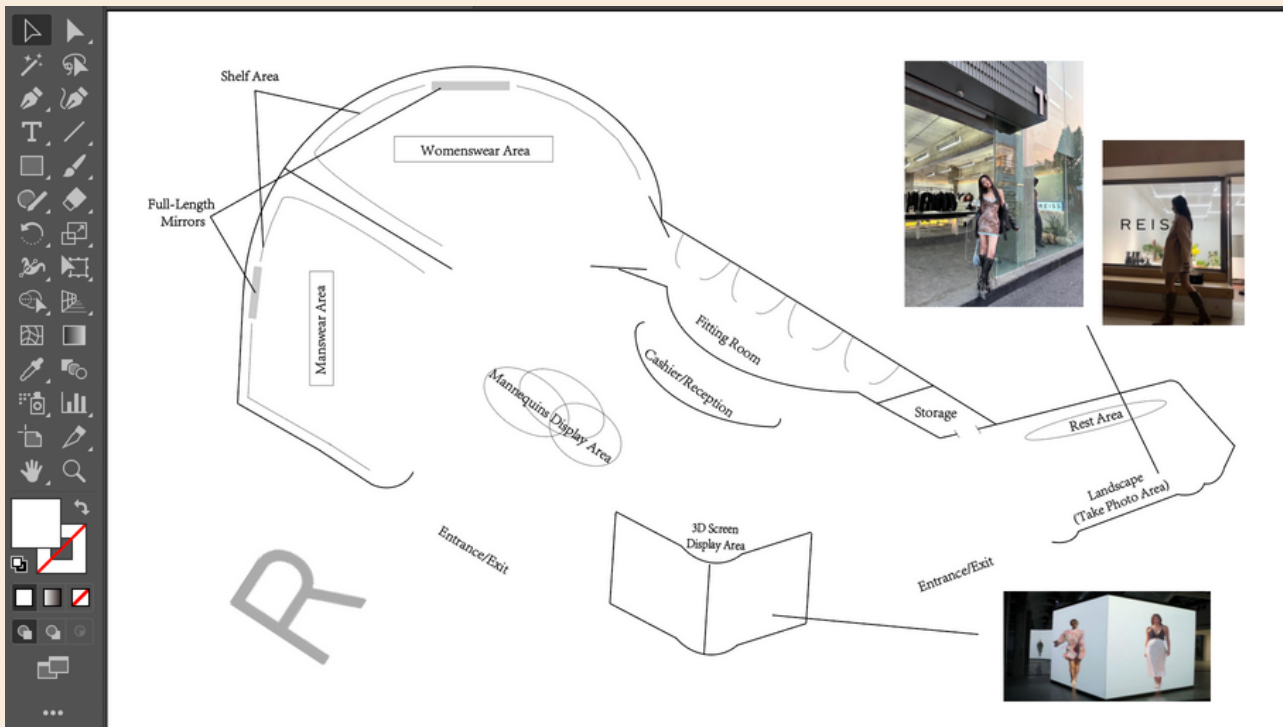 Shelf Area
Womenswear Area
Full-Length
Mirrors
Manswear Area
Fitting Room
Cashier/Reception
Mannequins Display Area
Storage
Rest Area
Landscape
(Take Photo Area)
3D Screen
Display Area
Entrance/Exit
Entrance/Exit
R
T
REISS
REIS
T